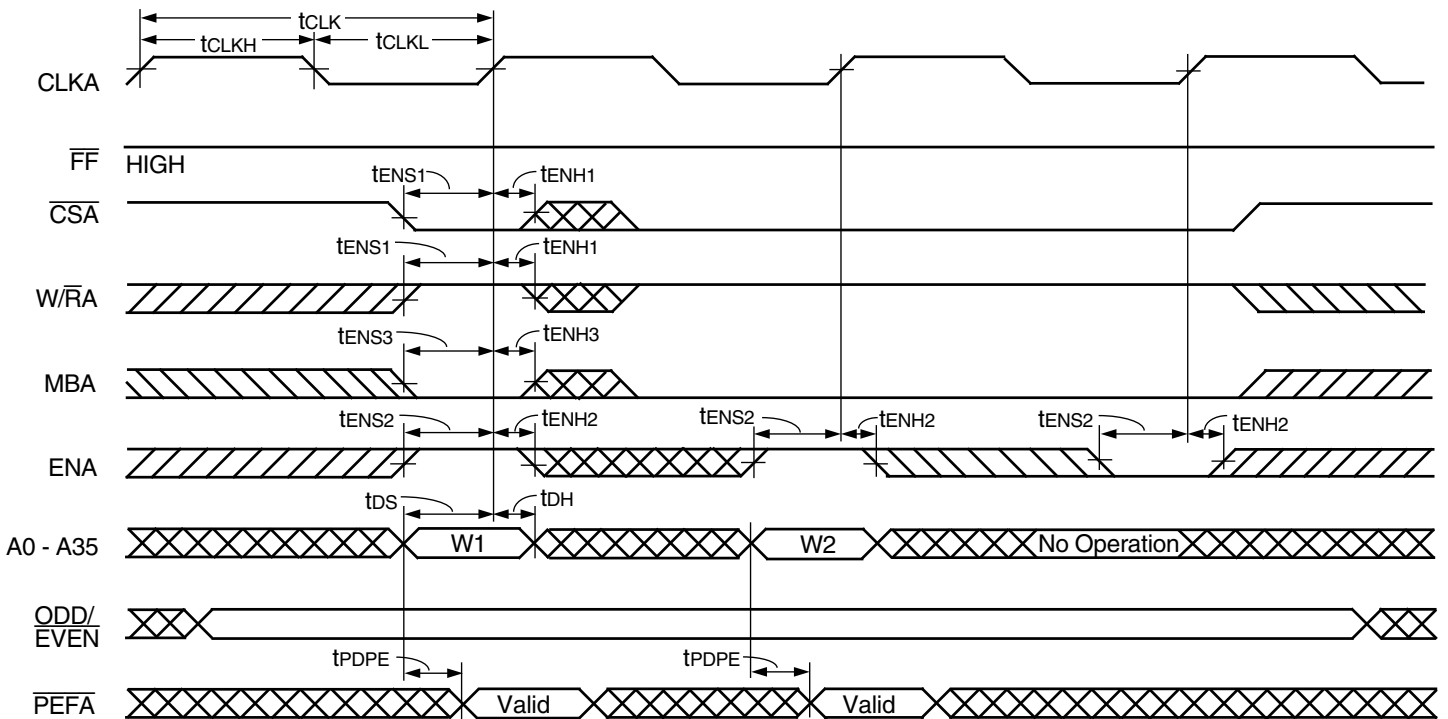 tCLK
tCLKH tCLKL
CLKA
FF HIGH
tENS1 tENH1
CSA
tENS1 tENH1
W/RA
tENS3 tENH3
MBA
tENS2 tENH2 tENS2 tENH2 tENS2 tENH2
ENA
tDS tDH
A0 - A35 W1 W2 No Operation
ODD/
EVEN
tPDPE tPDPE
PEFA Valid Valid